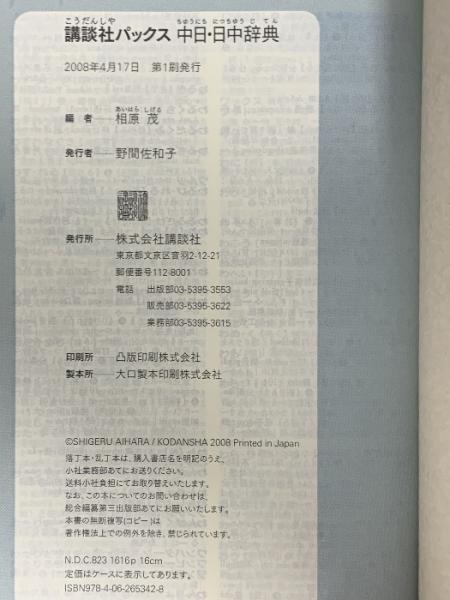 こうだんしや ちゆうにち につちゆう じ てん
講談社パックス 中日・日中辞典
2008年4月17日 第1刷発行
あいはら しげる
編 者――相原 茂
発行者――野間佐和子
発行所――株式会社講談社
東京都文京区音羽2-12-21
郵便番号112-8001
電話 出版部03-5395-3553
販売部03-5395-3622
業務部03-5395-3615
印刷所――凸版印刷株式会社
製本所――大口製本印刷株式会社
©SHIGERU AIHARA / KODANSHA 2008 Printed in Japan
落丁本・乱丁本は、購入書店名を明記のうえ、
小社業務部あてにお送りください。
送料小社負担にてお取り替えいたします。
なお、この本についてのお問い合わせは、
総合編纂第三出版部あてにお願いいたします。
本書の無断複写(コピー)は
著作権法上での例外を除き、禁じられています。
N.D.C.823 1616p 16cm
定価はケースに表示してあります。
ISBN978-4-06-265342-8